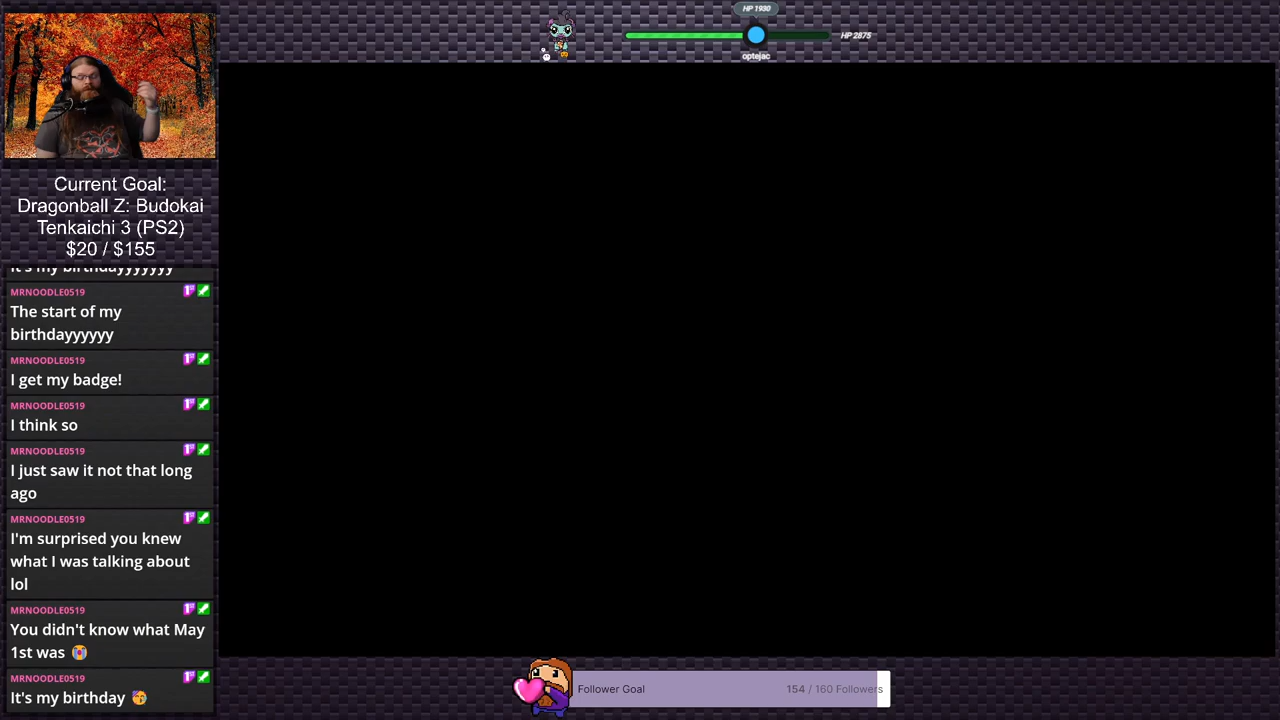 HP 1930
HP 2875
optejac
Current Goal:
Dragonball Z: Budokai
Tenkaichi 3 (PS2)
$20 / $155
It's my birthdayyyyyyy
MRNOODLE0519
The start of my
birthdayyyyyy
MRNOODLE0519
I get my badge!
MRNOODLE0519
I think so
MRNOODLE0519
I just saw it not that long
ago
MRNOODLE0519
I'm surprised you knew
what I was talking about
lol
MRNOODLE0519
You didn't know what May
1st was 😭
MRNOODLE0519
It's my birthday 🥳
Follower Goal
154 / 160 Followers